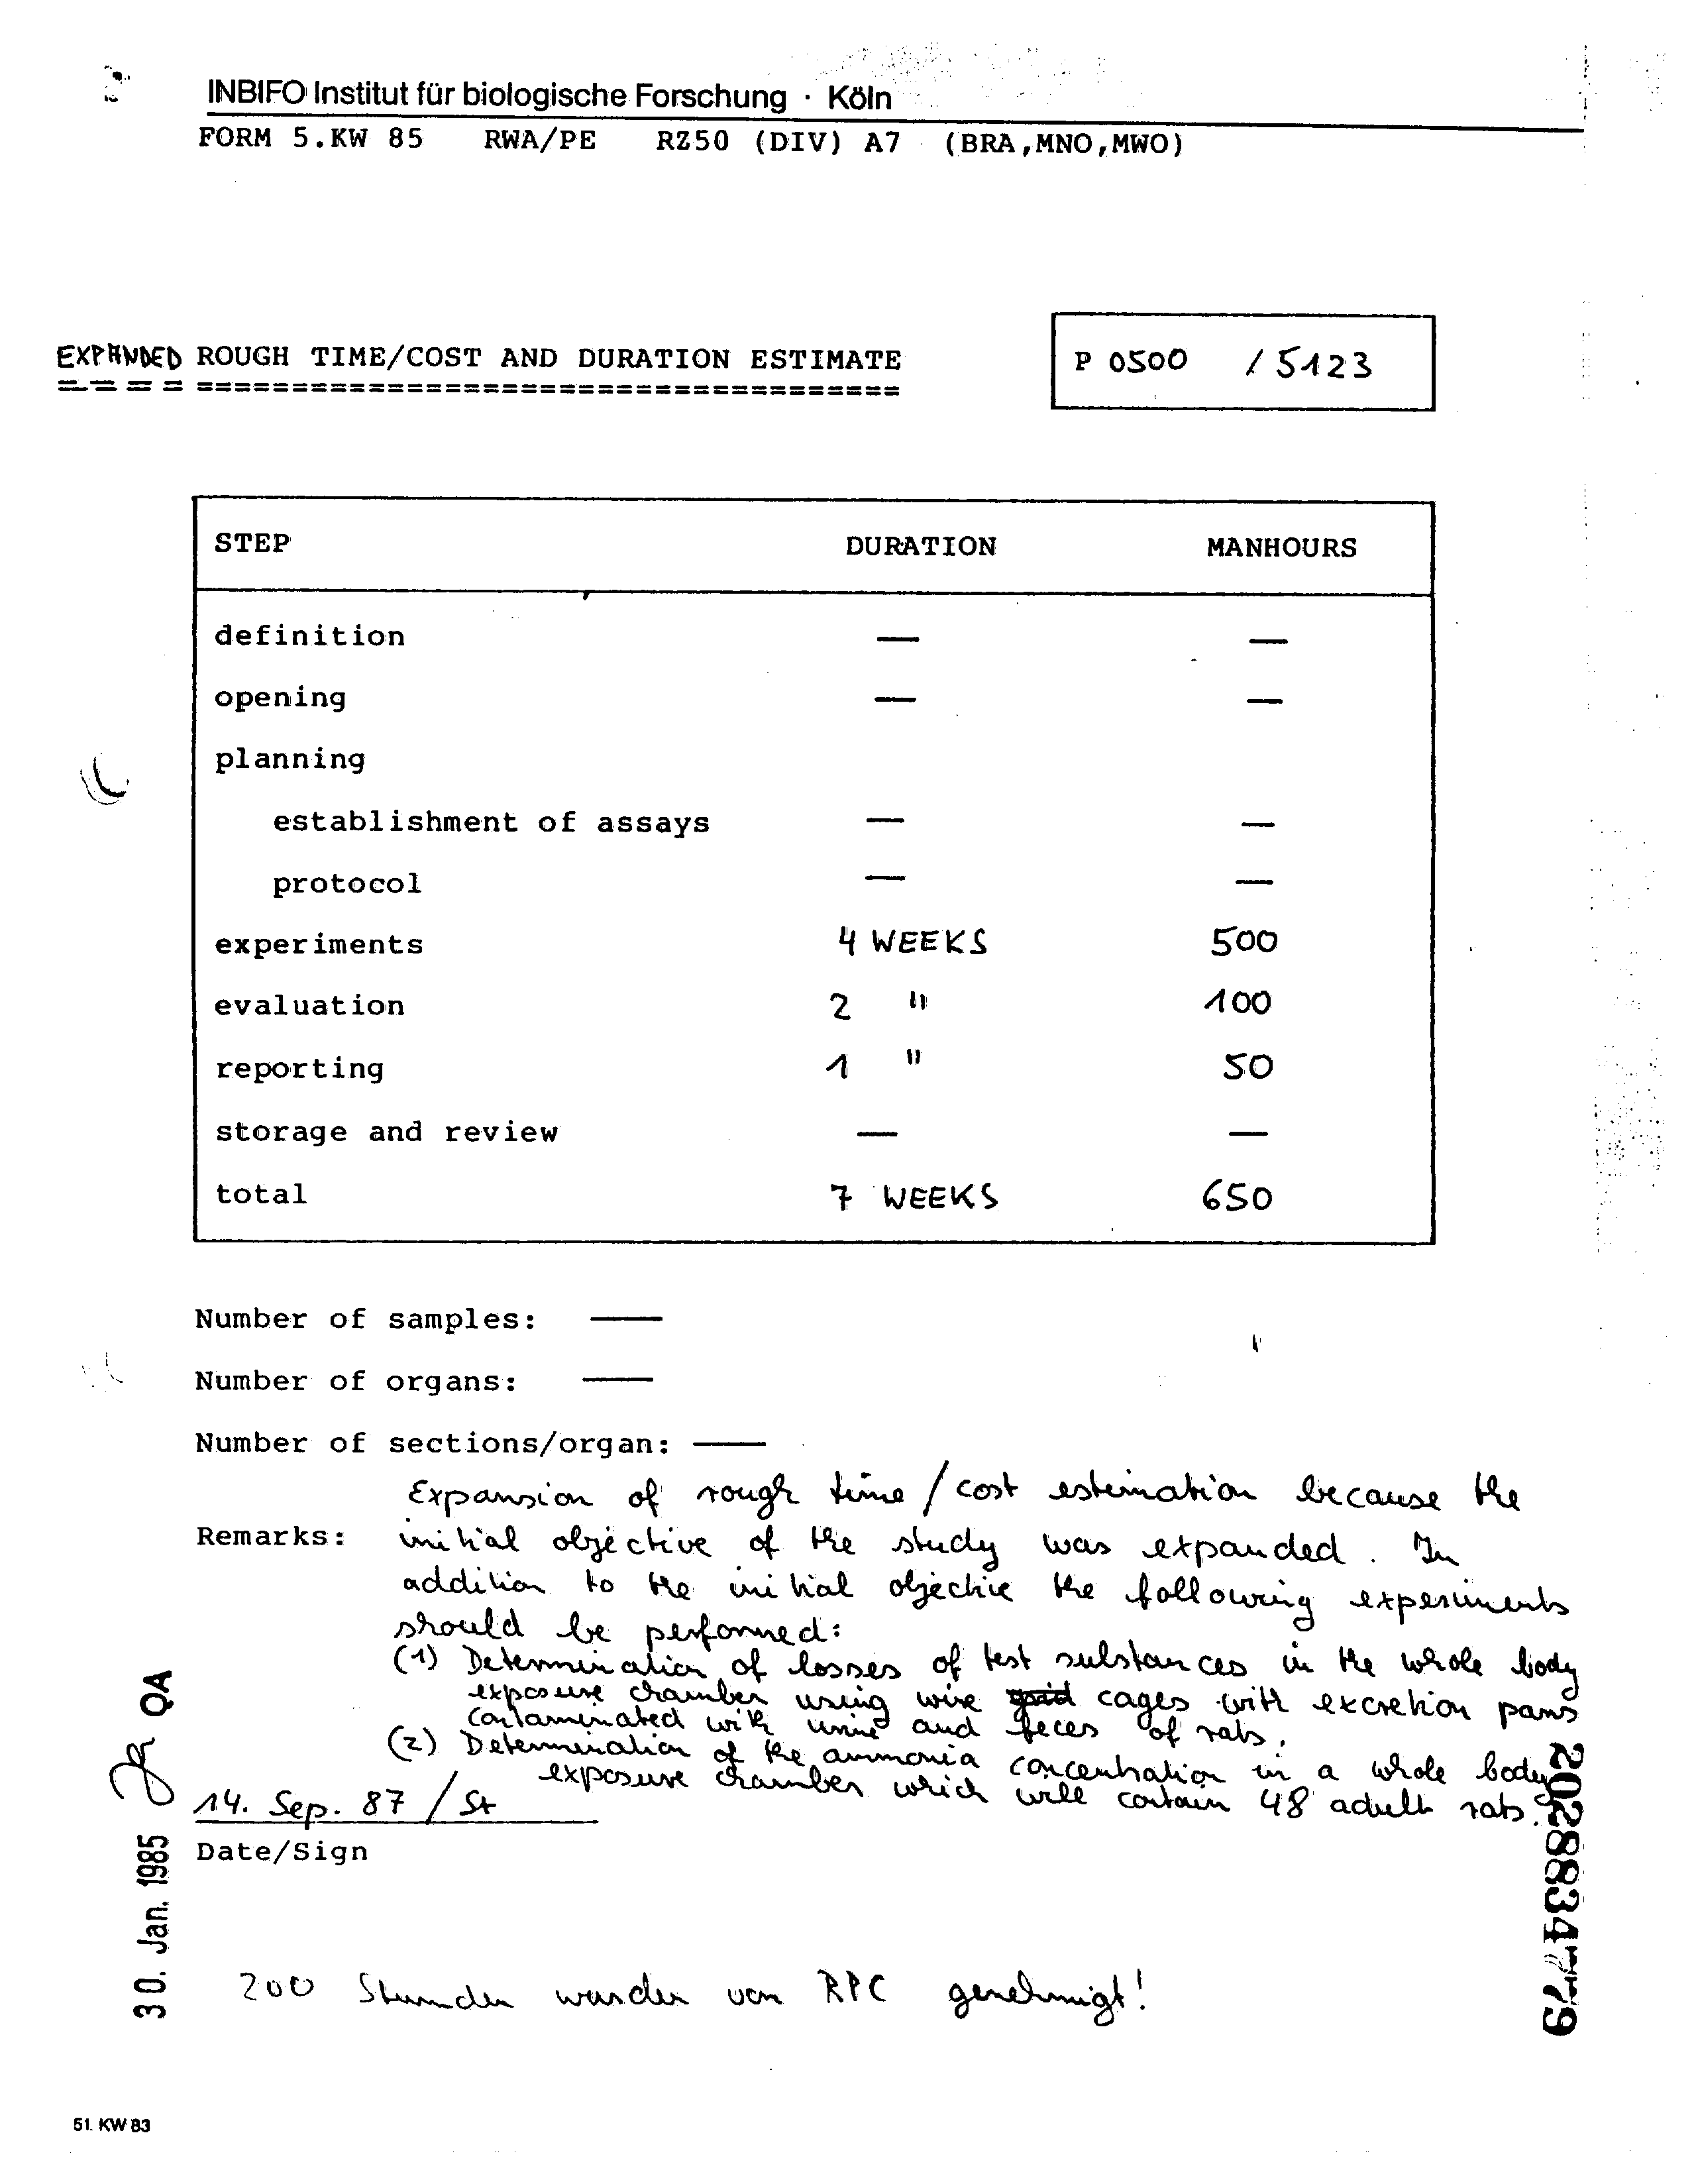 INBIFO Institut für biologische Forschung · Köln
FORM 5.KW 85 RWA/PE RZ50 (DIV) A7 (BRA,MNO,MWO)
EXPANDED ROUGH TIME/COST AND DURATION ESTIMATE
P 0500 / 5123
STEP DURATION MANHOURS
definition — —
opening — —
planning
establishment of assays — —
protocol — —
experiments 4 WEEKS 500
evaluation 2 " 100
reporting 1 " 50
storage and review — —
total 7 WEEKS 650
Number of samples: —
Number of organs: —
Number of sections/organ: —
Expansion of rough time / cost estimation because the
Remarks: initial objective of the study was expanded. In
addition to the initial objective the following experiments
should be performed:
(1) Determination of losses of test substances in the whole body
exposure chamber using wire cages with excretion pans
contaminated with urine and feces of rats.
(2) Determination of the ammonia concentration in a whole body
exposure chamber which will contain 48 adult rats.
14. Sep. 87 / St
Date/Sign
30. Jan. 1985 QA
2028834779
200 Stunden wurden von RPC genehmigt!
51. KW 83